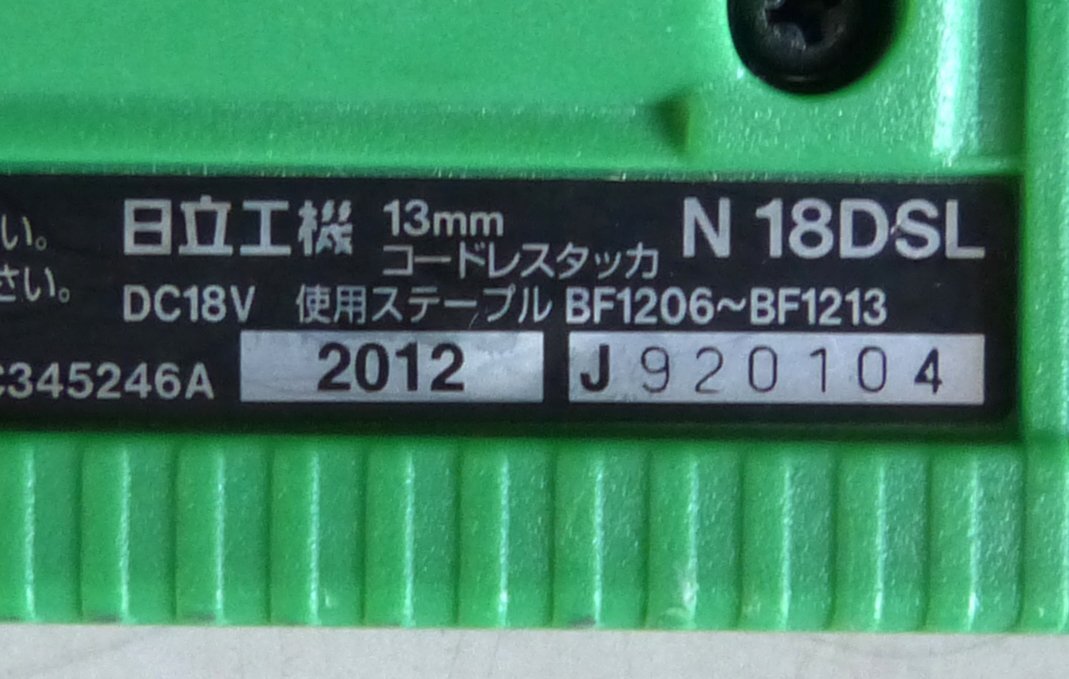 い。
さい。
日立工機 13mm コードレスタッカ N 18DSL
DC18V 使用ステープル BF1206～BF1213
C345246A 2012 J920104